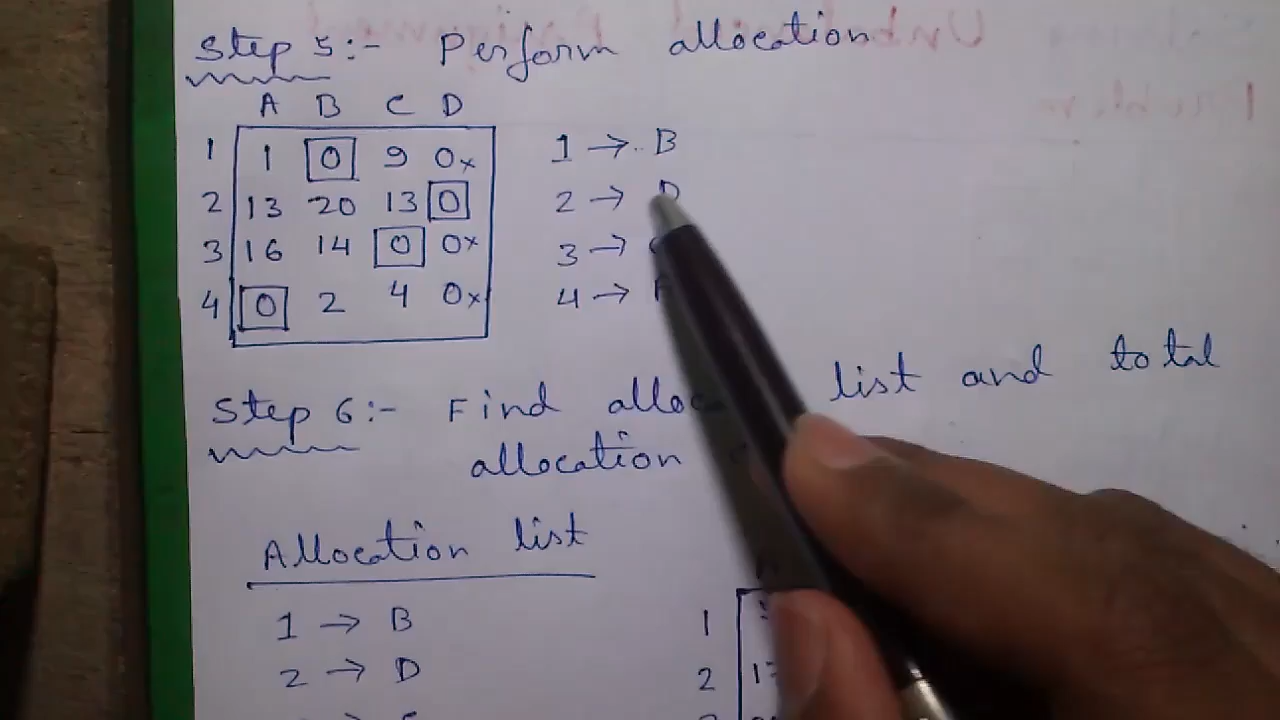 Step 5:- Perform allocation
A B C D
1 1 0 9 0x 1 → B
2 13 20 13 0 2 → D
3 16 14 0 0x 3 →
4 0 2 4 0x 4 →
Step 6:- Find list and total
allocation
Allocation list
1 → B 1
2 → D 2